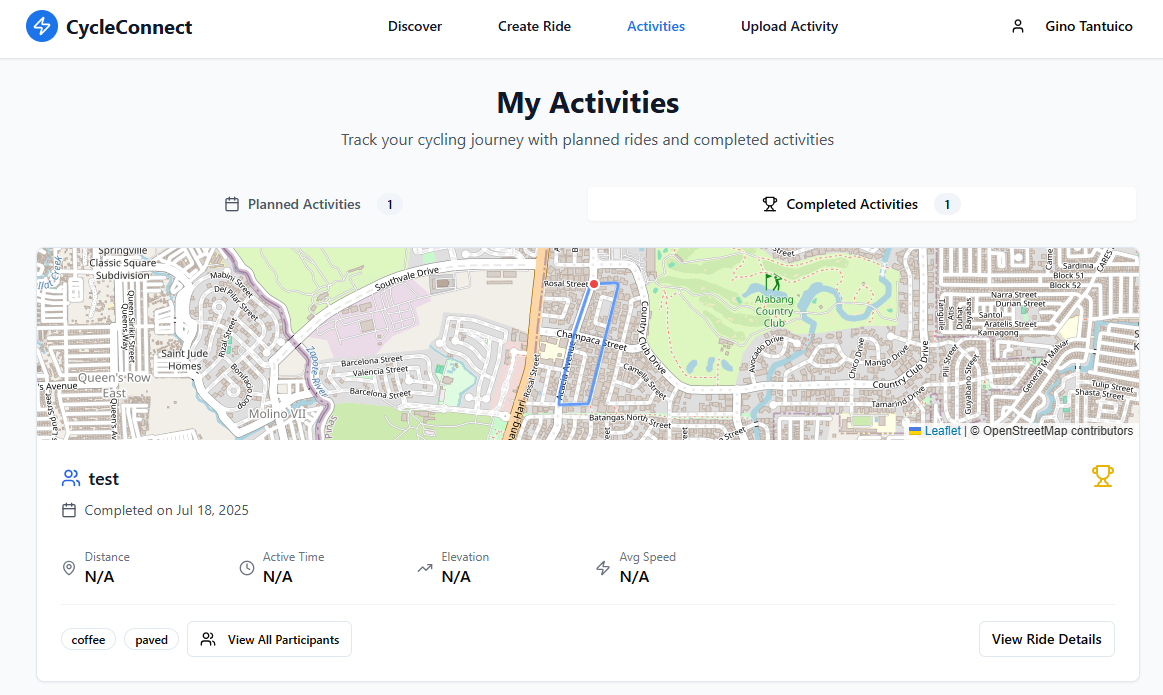 CycleConnect
Discover
Create Ride
Activities
Upload Activity
Gino Tantuico
My Activities
Track your cycling journey with planned rides and completed activities
Planned Activities 1
Completed Activities 1
Springville
Classic Square
Subdivision
Mabini Street
Del Pilar Street
Rizal Street
Bonifacio Loop
Saint Jude
Homes
Queen's Row
East
Molino VII
Tapote River
Southvale Drive
Barcelona Street
Valencia Street
Barcelona Street
Rosal Street
Champaca Street
Acacia Avenue
Rosal Street
Country Club Drive
Camella Street
Batangas North Street
Alabang
Country
Club
Avocado Drive
Chico Drive
Mango Drive
Country Club Drive
Tamarind Drive
Sardinia
Block 51
Block 52
Narra Street
Durian Street
Santol
Aratelis Street
Kamagong
Pili Street
Guyabano Street
General M. Malvar
Tulip Street
Shasta Street
Leaflet | © OpenStreetMap contributors
test
Completed on Jul 18, 2025
Distance
N/A
Active Time
N/A
Elevation
N/A
Avg Speed
N/A
coffee
paved
View All Participants
View Ride Details